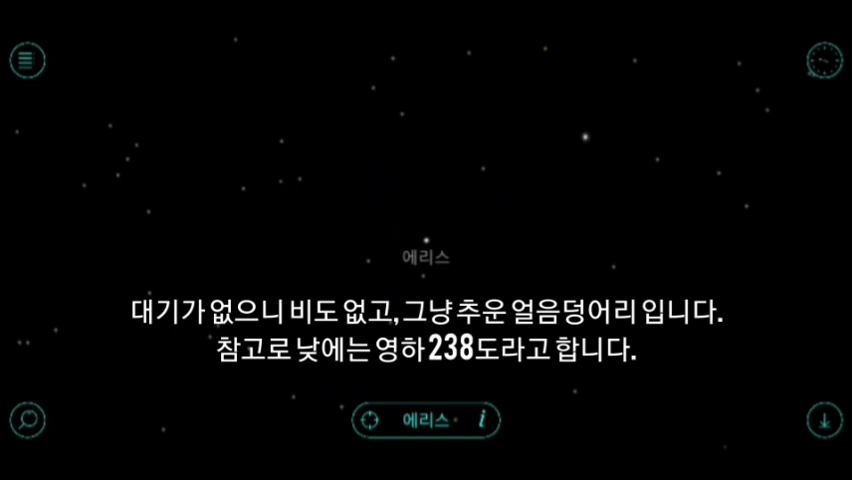 에리스
대기가 없으니 비도 없고, 그냥 추운 얼음덩어리 입니다.
참고로 낮에는 영하 238도라고 합니다.
에리스 i